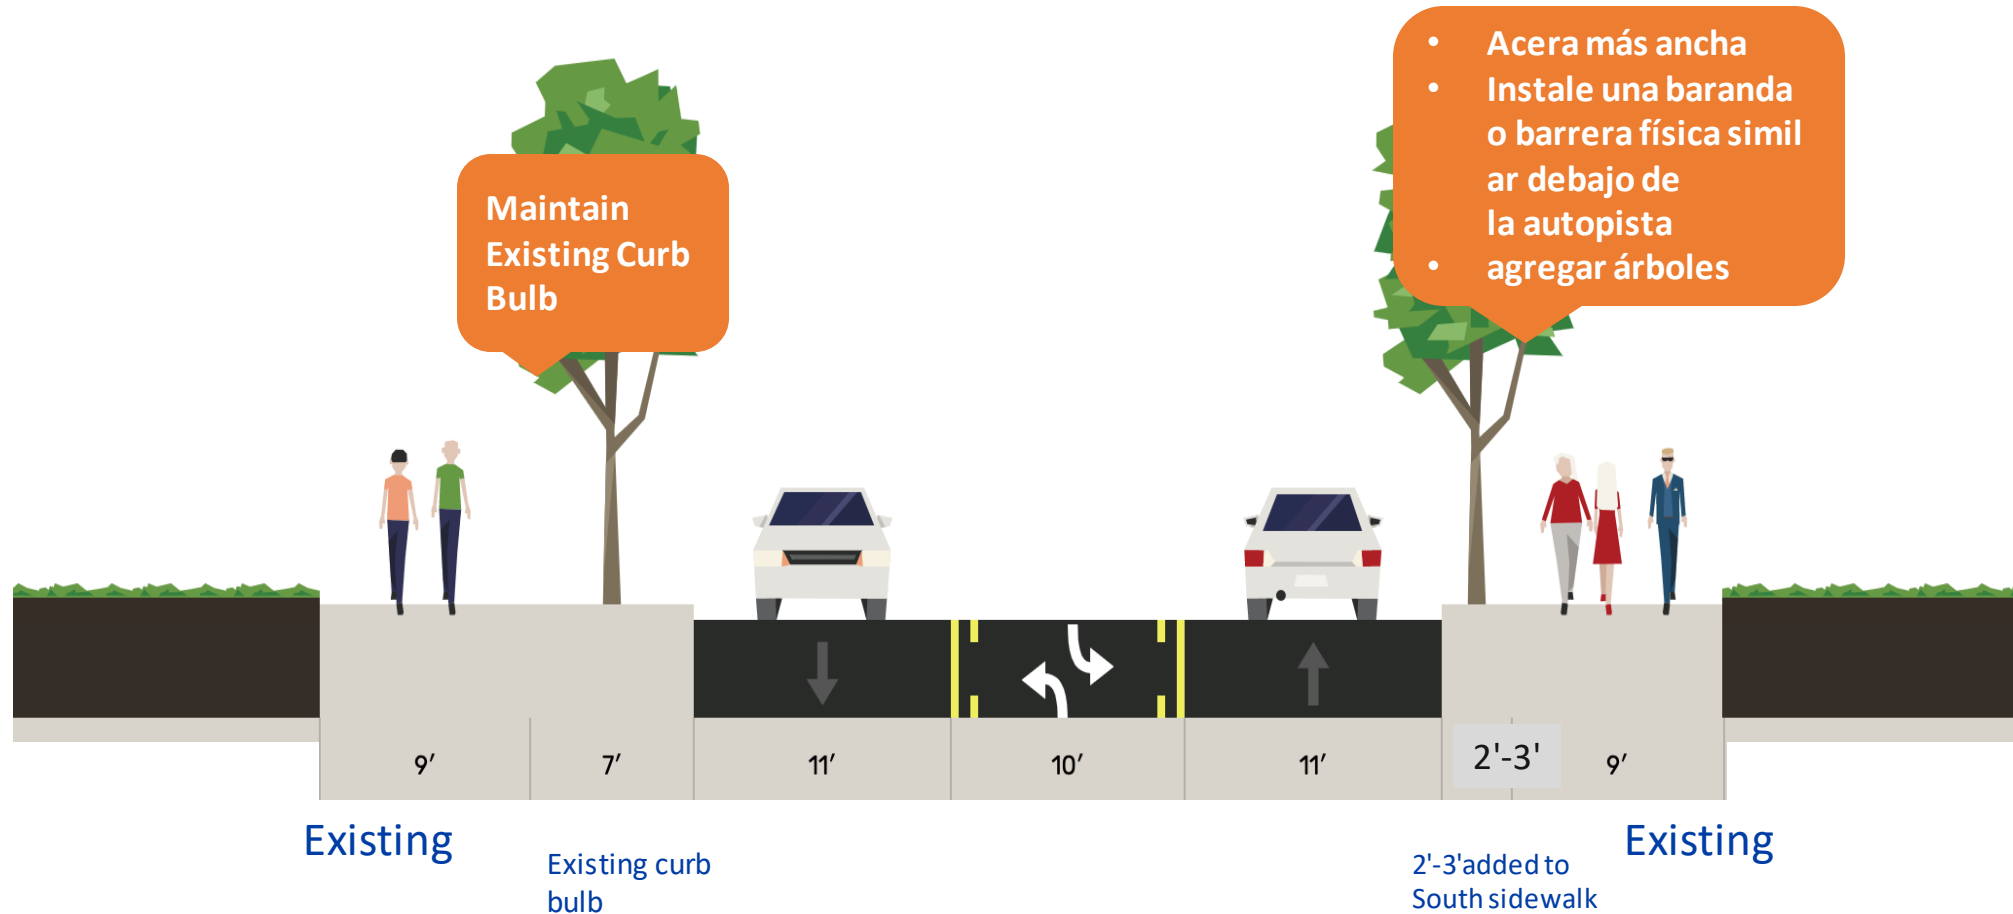 Maintain
Existing Curb
Bulb
• Acera más ancha
• Instale una baranda
o barrera física simil
ar debajo de
la autopista
• agregar árboles
9' 7' 11' 10' 11' 2'-3' 9'
Existing
Existing curb
bulb
2'-3'added to
South sidewalk
Existing